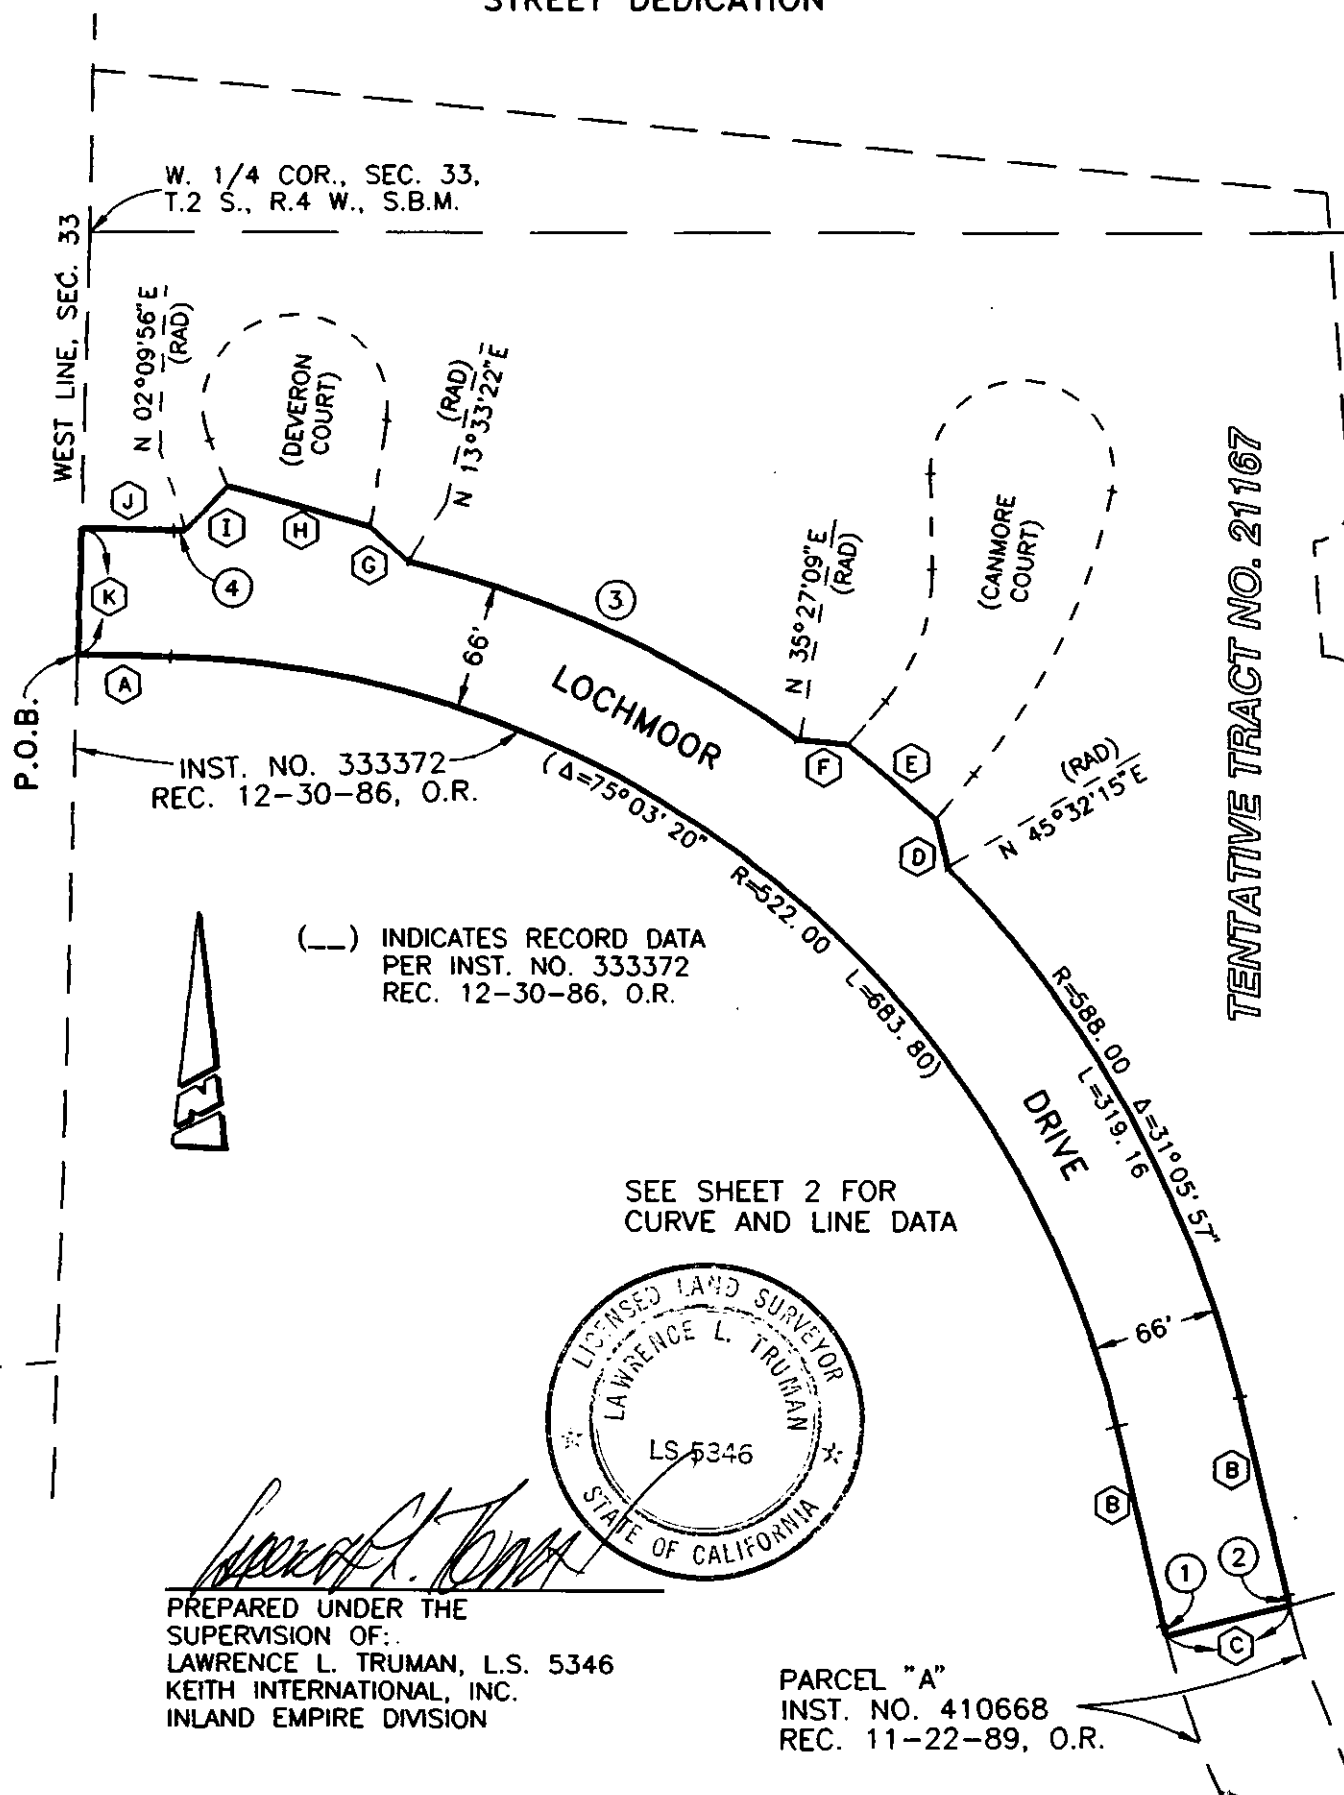 STREET DEDICATION
W. 1/4 COR., SEC. 33,
T.2 S., R.4 W., S.B.M.
WEST LINE, SEC. 33
N 02°09'56"E
(RAD)
(DEVERON
COURT)
(RAD)
N 13°33'22"E
J
I
H
G
K
4
3
A
P.O.B.
66'
INST. NO. 333372
REC. 12-30-86, O.R.
LOCHMOOR
N 35°27'09"E
(RAD)
(CANMORE
COURT)
F
E
D
(RAD)
N 45°32'15"E
TENTATIVE TRACT NO. 21167
(Δ=75°03'20" R=522.00 L=683.80)
(__) INDICATES RECORD DATA
PER INST. NO. 333372
REC. 12-30-86, O.R.
R=588.00 Δ=31°05'57"
L=319.16
DRIVE
SEE SHEET 2 FOR
CURVE AND LINE DATA
66'
LICENSED LAND SURVEYOR
LAWRENCE L. TRUMAN
LS 5346
STATE OF CALIFORNIA
B
B
1
2
C
PREPARED UNDER THE
SUPERVISION OF:
LAWRENCE L. TRUMAN, L.S. 5346
KEITH INTERNATIONAL, INC.
INLAND EMPIRE DIVISION
PARCEL "A"
INST. NO. 410668
REC. 11-22-89, O.R.